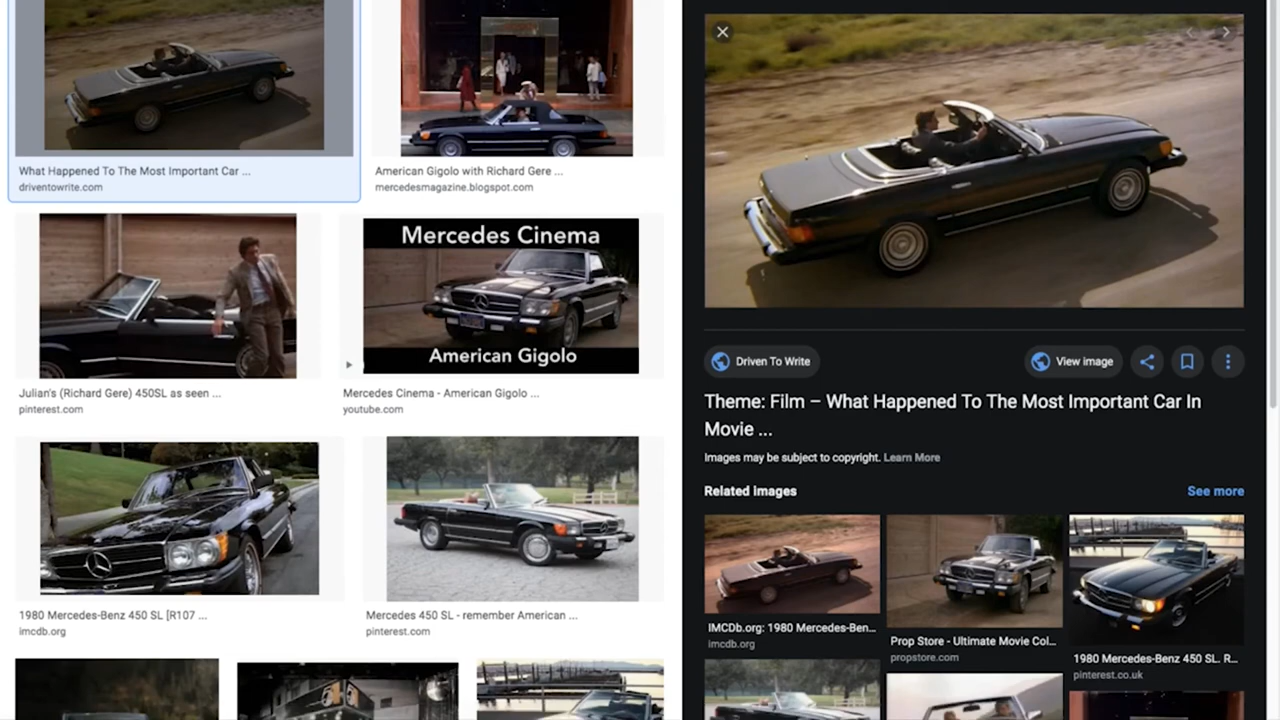 What Happened To The Most Important Car ...
driventowrite.com
American Gigolo with Richard Gere ...
mercedesmagazine.blogspot.com
Mercedes Cinema
American Gigolo
Julian's (Richard Gere) 450SL as seen ...
pinterest.com
Mercedes Cinema - American Gigolo ...
youtube.com
1980 Mercedes-Benz 450 SL [R107 ...
imcdb.org
Mercedes 450 SL - remember American ...
pinterest.com
Driven To Write
View image
Theme: Film – What Happened To The Most Important Car In
Movie ...
Images may be subject to copyright. Learn More
Related Images
See more
IMCDb.org: 1980 Mercedes-Ben...
imcdb.org
Prop Store - Ultimate Movie Col...
propstore.com
1980 Mercedes-Benz 450 SL. R...
pinterest.co.uk